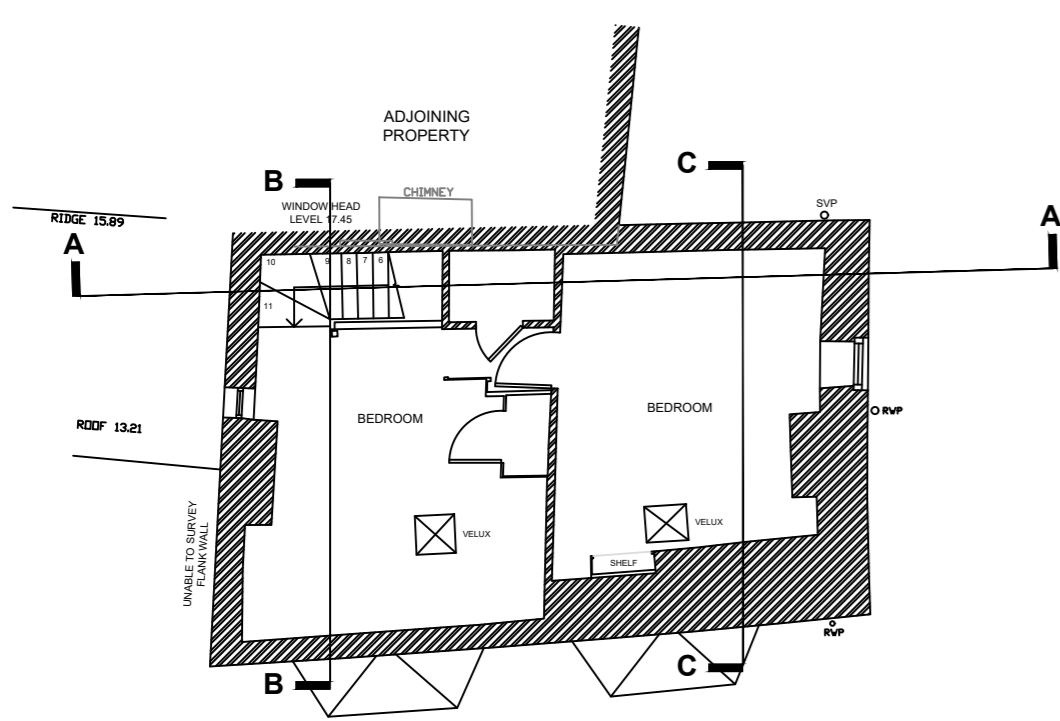 ADJOINING
PROPERTY
C
B
CHIMNEY
WINDOW HEAD
LEVEL 17.45
SVP
RIDGE 15.89
A
A
10
9
8
7
6
11
BEDROOM
BEDROOM
RWP
ROOF 13.21
UNABLE TO SURVEY
FLANK WALL
VELUX
VELUX
SHELF
RWP
C
B